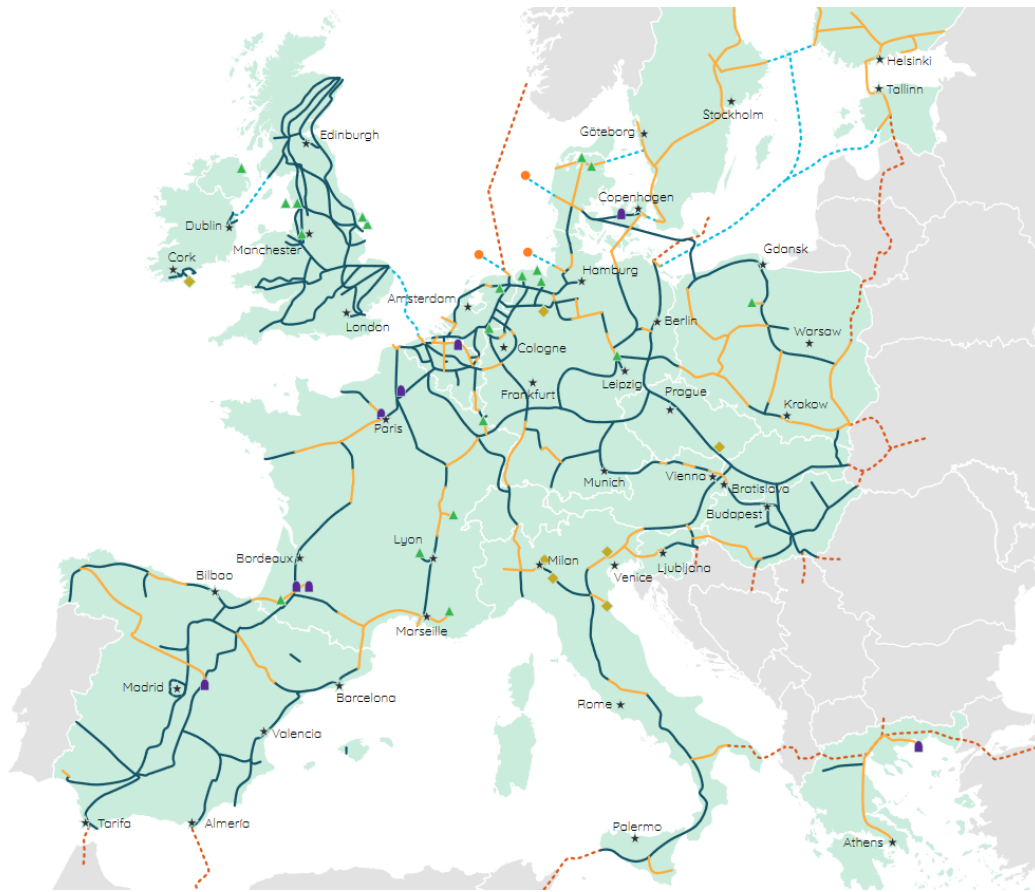 Helsinki
Tallinn
Stockholm
Göteborg
Edinburgh
Copenhagen
Dublin
Manchester
Gdansk
Cork
Hamburg
Amsterdam
London
Berlin
Warsaw
Cologne
Leipzig
Frankfurt
Prague
Krakow
Paris
Munich
Vienna
Bratislava
Budapest
Lyon
Bordeaux
Milan
Venice
Ljubljana
Bilbao
Marseille
Madrid
Barcelona
Rome
Valencia
Tarifa
Almería
Palermo
Athens